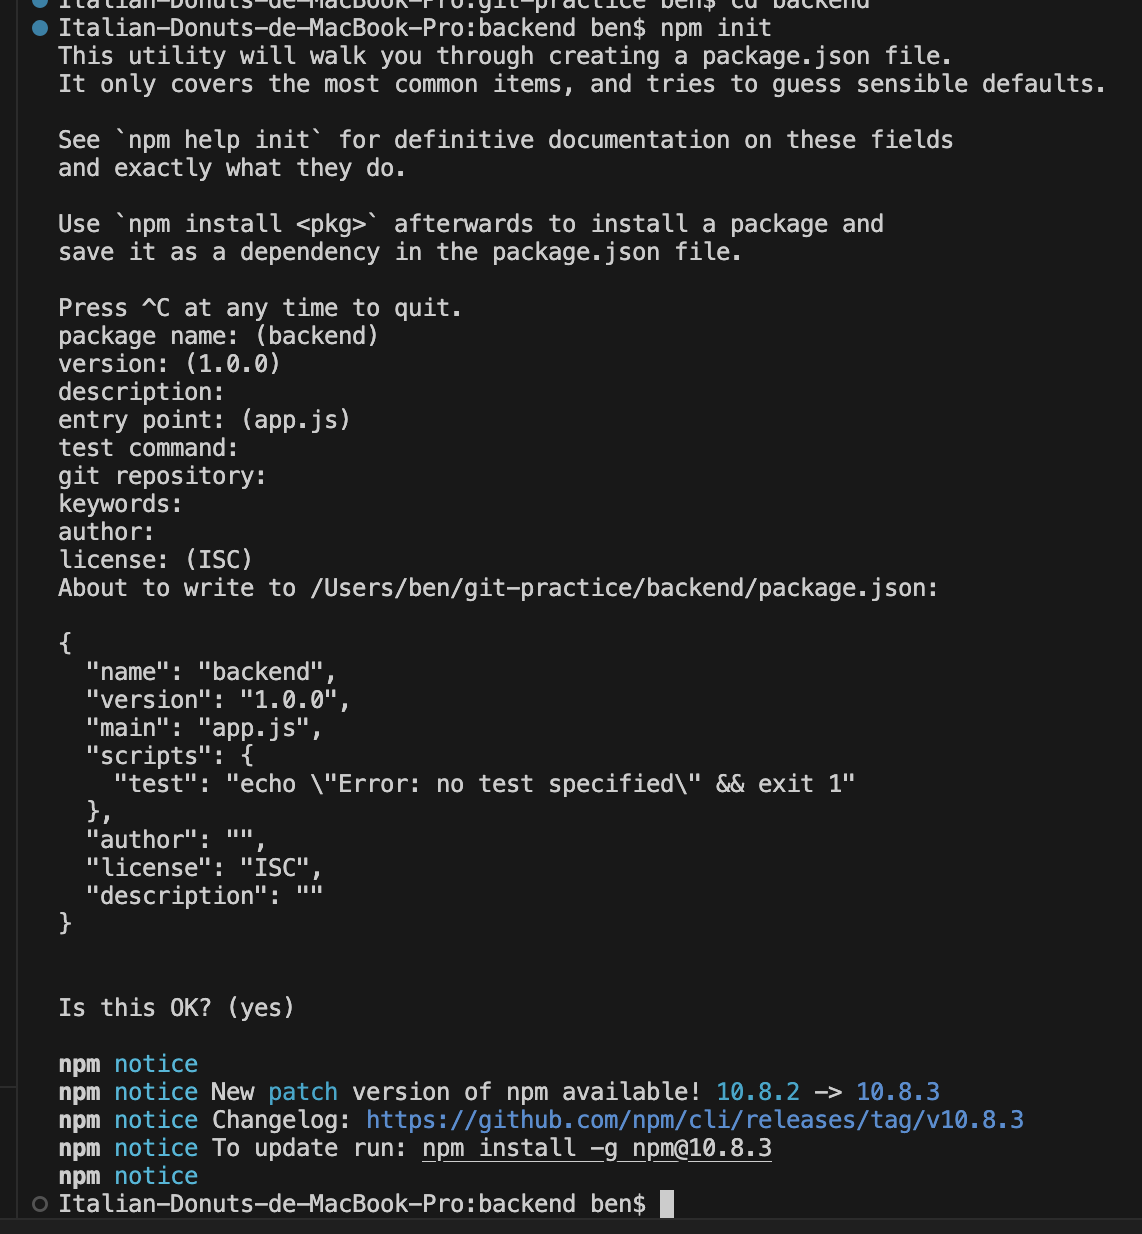 Italian-Donuts-de-MacBook-Pro:git-practice ben$ cd backend
Italian-Donuts-de-MacBook-Pro:backend ben$ npm init
This utility will walk you through creating a package.json file.
It only covers the most common items, and tries to guess sensible defaults.
See `npm help init` for definitive documentation on these fields
and exactly what they do.
Use `npm install <pkg>` afterwards to install a package and
save it as a dependency in the package.json file.
Press ^C at any time to quit.
package name: (backend)
version: (1.0.0)
description:
entry point: (app.js)
test command:
git repository:
keywords:
author:
license: (ISC)
About to write to /Users/ben/git-practice/backend/package.json:
{
  "name": "backend",
  "version": "1.0.0",
  "main": "app.js",
  "scripts": {
    "test": "echo \"Error: no test specified\" && exit 1"
  },
  "author": "",
  "license": "ISC",
  "description": ""
}
Is this OK? (yes)
npm notice
npm notice New patch version of npm available! 10.8.2 -> 10.8.3
npm notice Changelog: https://github.com/npm/cli/releases/tag/v10.8.3
npm notice To update run: npm install -g npm@10.8.3
npm notice
Italian-Donuts-de-MacBook-Pro:backend ben$